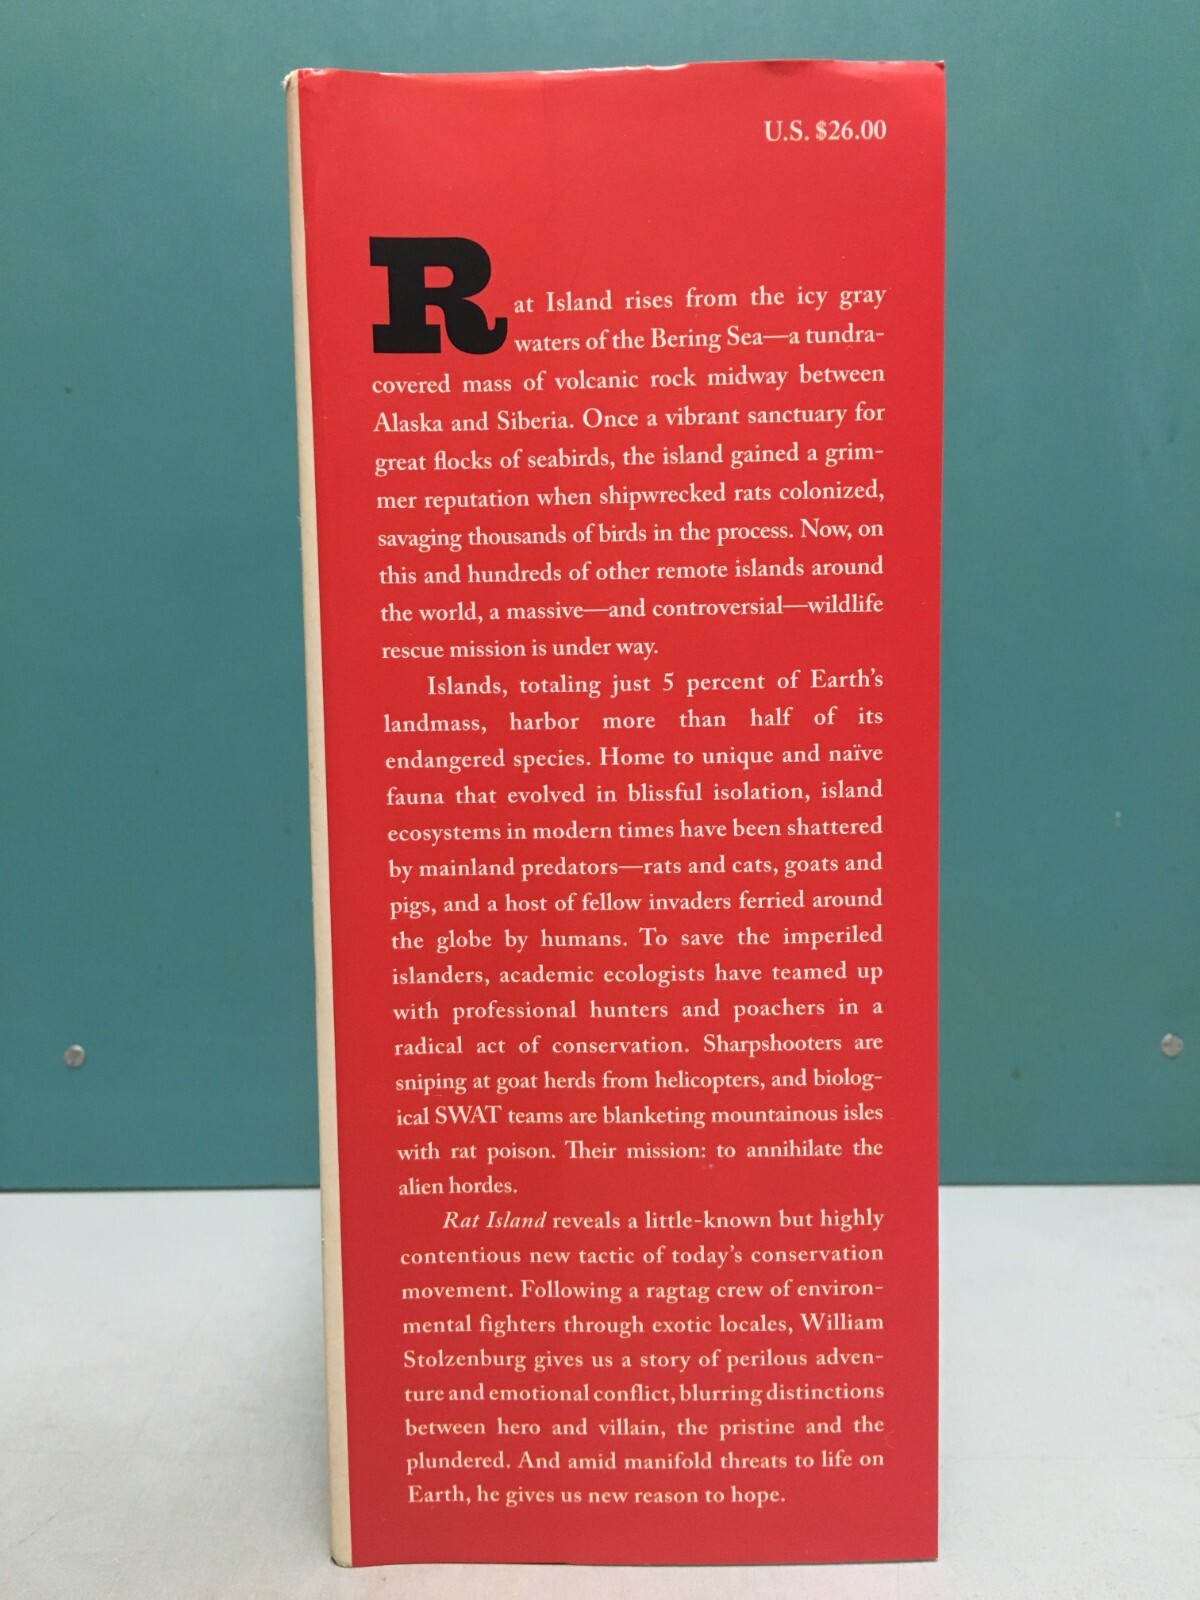 U.S. $26.00
Rat Island rises from the icy gray
waters of the Bering Sea—a tundra-
covered mass of volcanic rock midway between
Alaska and Siberia. Once a vibrant sanctuary for
great flocks of seabirds, the island gained a grim-
mer reputation when shipwrecked rats colonized,
savaging thousands of birds in the process. Now, on
this and hundreds of other remote islands around
the world, a massive—and controversial—wildlife
rescue mission is under way.
Islands, totaling just 5 percent of Earth's
landmass, harbor more than half of its
endangered species. Home to unique and naïve
fauna that evolved in blissful isolation, island
ecosystems in modern times have been shattered
by mainland predators—rats and cats, goats and
pigs, and a host of fellow invaders ferried around
the globe by humans. To save the imperiled
islanders, academic ecologists have teamed up
with professional hunters and poachers in a
radical act of conservation. Sharpshooters are
sniping at goat herds from helicopters, and biolog-
ical SWAT teams are blanketing mountainous isles
with rat poison. Their mission: to annihilate the
alien hordes.
Rat Island reveals a little-known but highly
contentious new tactic of today's conservation
movement. Following a ragtag crew of environ-
mental fighters through exotic locales, William
Stolzenburg gives us a story of perilous adven-
ture and emotional conflict, blurring distinctions
between hero and villain, the pristine and the
plundered. And amid manifold threats to life on
Earth, he gives us new reason to hope.